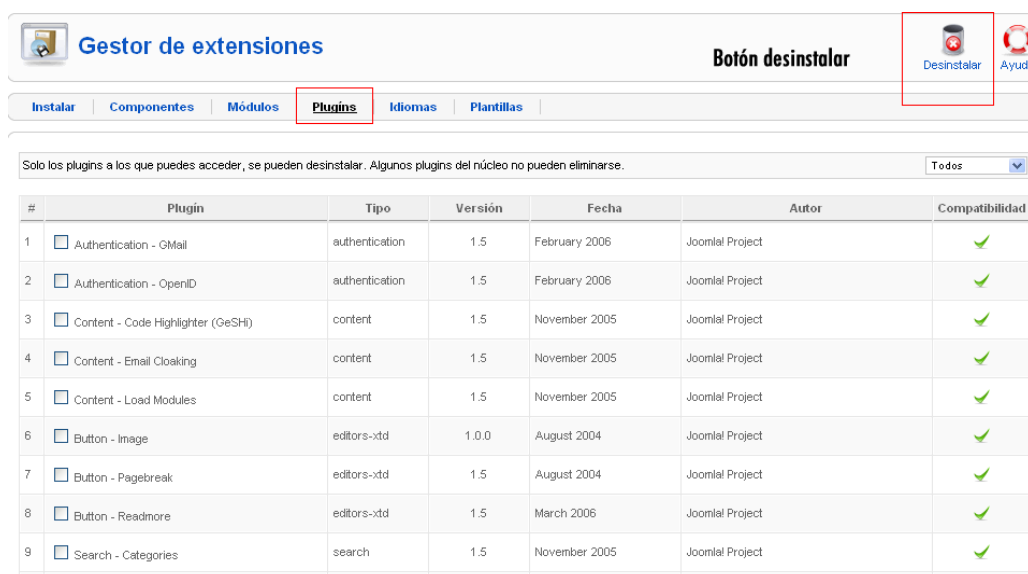 Gestor de extensiones
Botón desinstalar
Desinstalar
Instalar Componentes Módulos Plugíns Idiomas Plantillas
Solo los plugins a los que puedes acceder, se pueden desinstalar. Algunos plugins del núcleo no pueden eliminarse. Todos
# Plugín Tipo Versión Fecha Autor Compatibilidad
1 Authentication - GMail authentication 1.5 February 2006 Joomla! Project
2 Authentication - OpenID authentication 1.5 February 2006 Joomla! Project
3 Content - Code Highlighter (GeSHi) content 1.5 November 2005 Joomla! Project
4 Content - Email Cloaking content 1.5 November 2005 Joomla! Project
5 Content - Load Modules content 1.5 November 2005 Joomla! Project
6 Button - Image editors-xtd 1.0.0 August 2004 Joomla! Project
7 Button - Pagebreak editors-xtd 1.5 August 2004 Joomla! Project
8 Button - Readmore editors-xtd 1.5 March 2006 Joomla! Project
9 Search - Categories search 1.5 November 2005 Joomla! Project